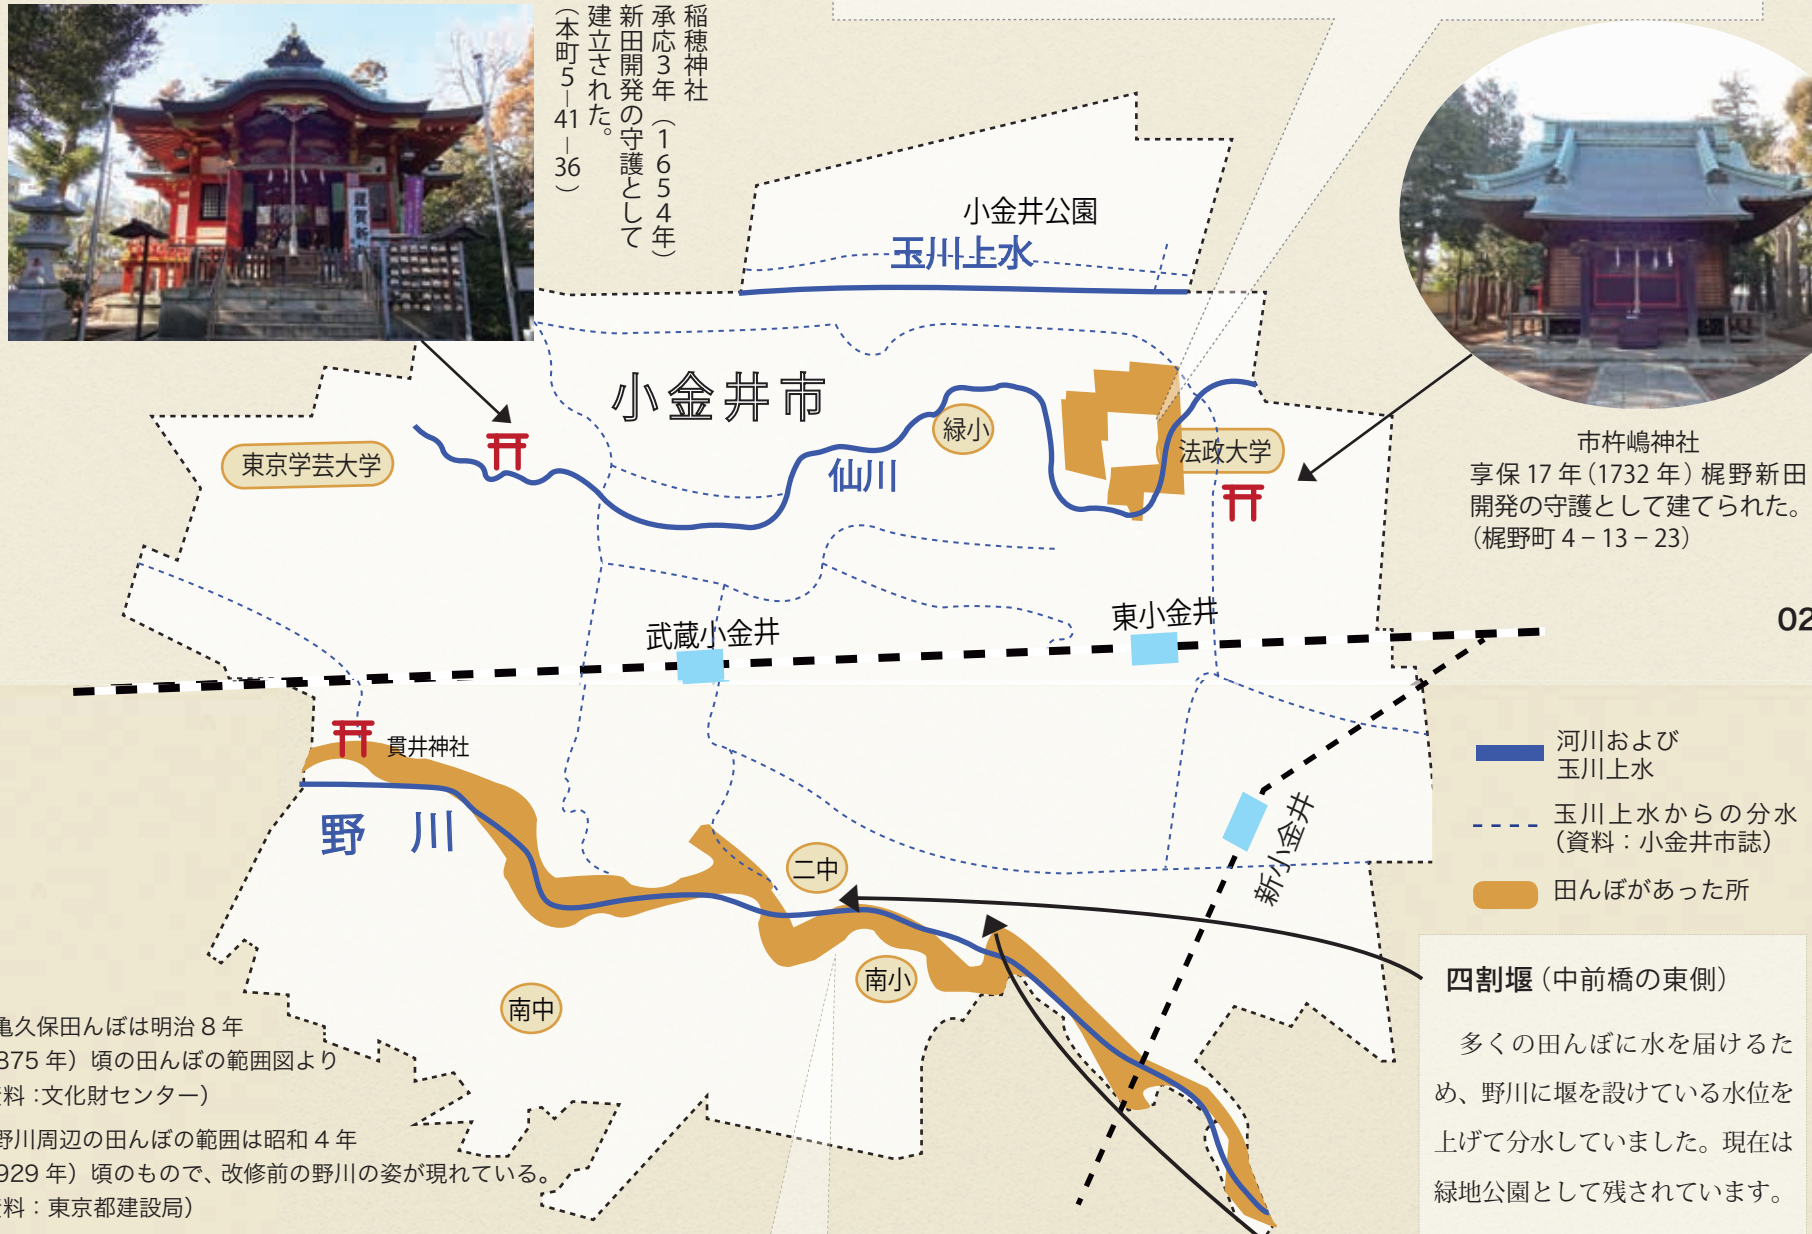 稲穂神社
承応3年（1654年）
新田開発の守護として
建立された。
（本町5－41－36）
謹賀新
小金井公園
玉川上水
小金井市
緑小
東京学芸大学
仙川
法政大学
市杵嶋神社
享保 17 年（1732 年）梶野新田
開発の守護として建てられた。
（梶野町 4 − 13 − 23）
武蔵小金井
東小金井
02
貫井神社
野　川
新小金井
河川および
玉川上水
玉川上水からの分水
（資料：小金井市誌）
田んぼがあった所
二中
南小
南中
四割堰（中前橋の東側）
多くの田んぼに水を届けるた
め、野川に堰を設けている水位を
上げて分水していました。現在は
緑地公園として残されています。
亀久保田んぼは明治 8 年
875 年）頃の田んぼの範囲図より
料：文化財センター）
野川周辺の田んぼの範囲は昭和 4 年
929 年）頃のもので、改修前の野川の姿が現れている。
料：東京都建設局）